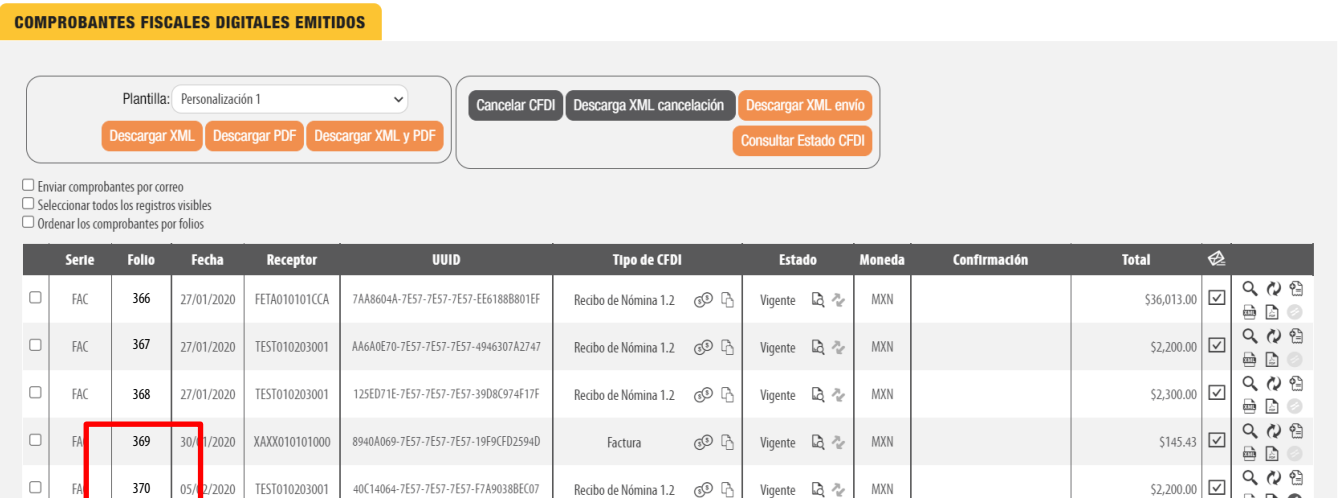 COMPROBANTES FISCALES DIGITALES EMITIDOS
Plantilla: Personalización 1
Descargar XML Descargar PDF Descargar XML y PDF
Cancelar CFDI Descarga XML cancelación Descargar XML envío
Consultar Estado CFDI
Enviar comprobantes por correo
Seleccionar todos los registros visibles
Ordenar los comprobantes por folios
Serie Folio Fecha Receptor UUID Tipo de CFDI Estado Moneda Confirmación Total
FAC 366 27/01/2020 FETA010101CCA 7AA8604A-7E57-7E57-7E57-EE6188B801EF Recibo de Nómina 1.2 Vigente MXN $36,013.00
FAC 367 27/01/2020 TEST010203001 AA6A0E70-7E57-7E57-7E57-4946307A2747 Recibo de Nómina 1.2 Vigente MXN $2,200.00
FAC 368 27/01/2020 TEST010203001 125ED71E-7E57-7E57-7E57-39D8C974F17F Recibo de Nómina 1.2 Vigente MXN $2,300.00
369 XAXX010101000 8940A069-7E57-7E57-7E57-19F9CFD2594D Factura Vigente MXN $145.43
370 TEST010203001 40C14064-7E57-7E57-7E57-F7A9038BEC07 Recibo de Nómina 1.2 Vigente MXN $2,200.00